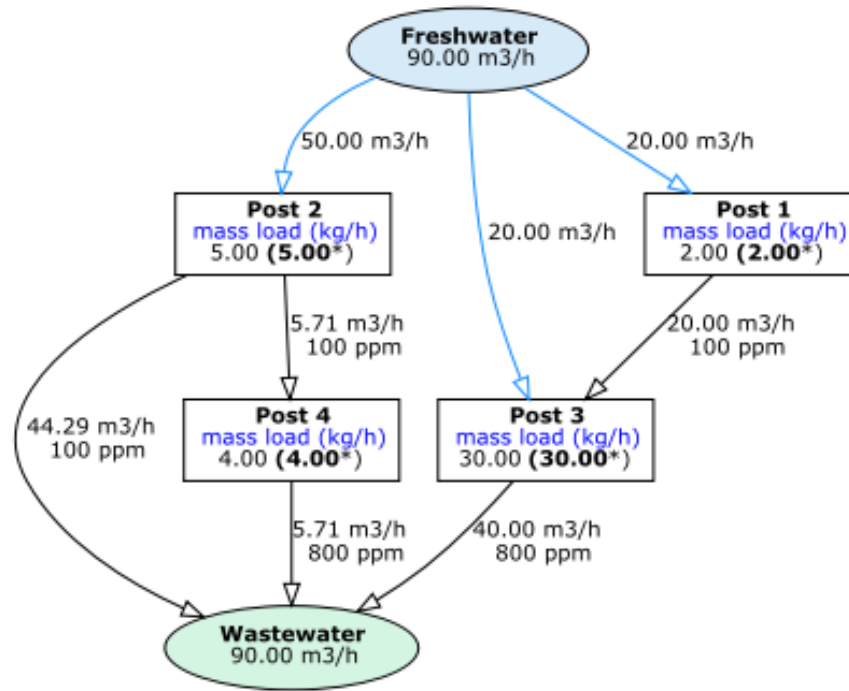 Freshwater
90.00 m3/h
50.00 m3/h
20.00 m3/h
20.00 m3/h
Post 2
mass load (kg/h)
5.00 (5.00*)
Post 1
mass load (kg/h)
2.00 (2.00*)
5.71 m3/h
100 ppm
20.00 m3/h
100 ppm
44.29 m3/h
100 ppm
Post 4
mass load (kg/h)
4.00 (4.00*)
Post 3
mass load (kg/h)
30.00 (30.00*)
5.71 m3/h
800 ppm
40.00 m3/h
800 ppm
Wastewater
90.00 m3/h